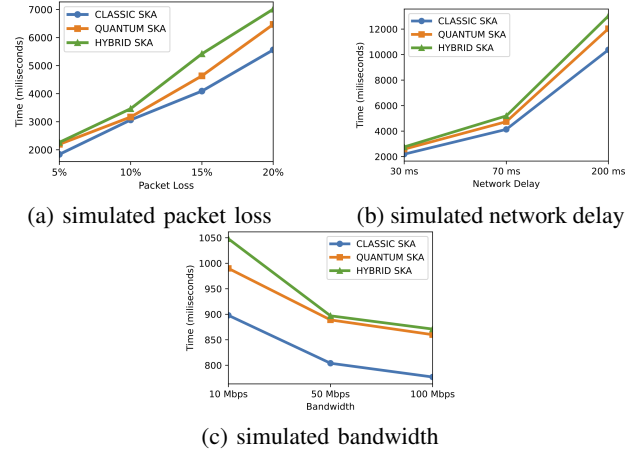 7000
6000
5000
4000
3000
2000
Time (miliseconds)
CLASSIC SKA
QUANTUM SKA
HYBRID SKA
5%
10%
15%
20%
Packet Loss
(a) simulated packet loss
12000
10000
8000
6000
4000
2000
Time (miliseconds)
CLASSIC SKA
QUANTUM SKA
HYBRID SKA
30 ms
70 ms
200 ms
Network Delay
(b) simulated network delay
1050
1000
950
900
850
800
Time (miliseconds)
CLASSIC SKA
QUANTUM SKA
HYBRID SKA
10 Mbps
50 Mbps
100 Mbps
Bandwidth
(c) simulated bandwidth